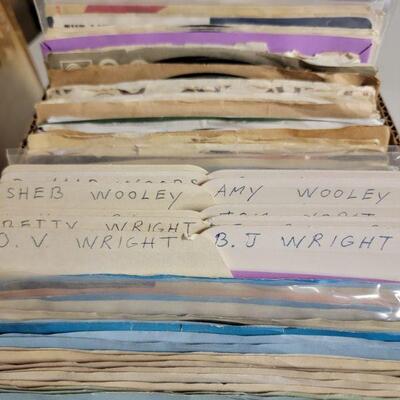 SHEB WOOLEY AMY WOOLEY
BETTY WRIGHT
O. V. WRIGHT B. J WRIGHT